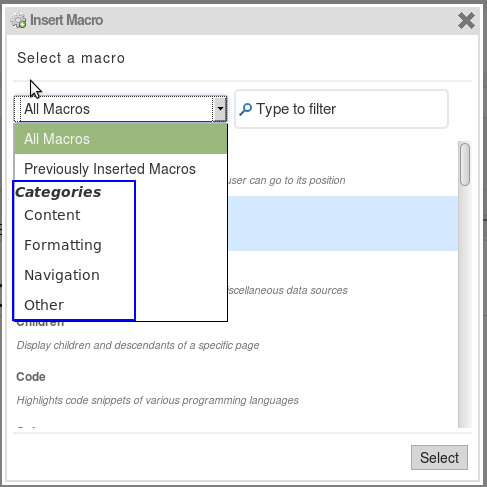 Insert Macro
Select a macro
All Macros
Type to filter
All Macros
Previously Inserted Macros
user can go to its position
Categories
Content
Formatting
Navigation
scellaneous data sources
Other
Children
Display children and descendants of a specific page
Code
Highlights code snippets of various programming languages
Select